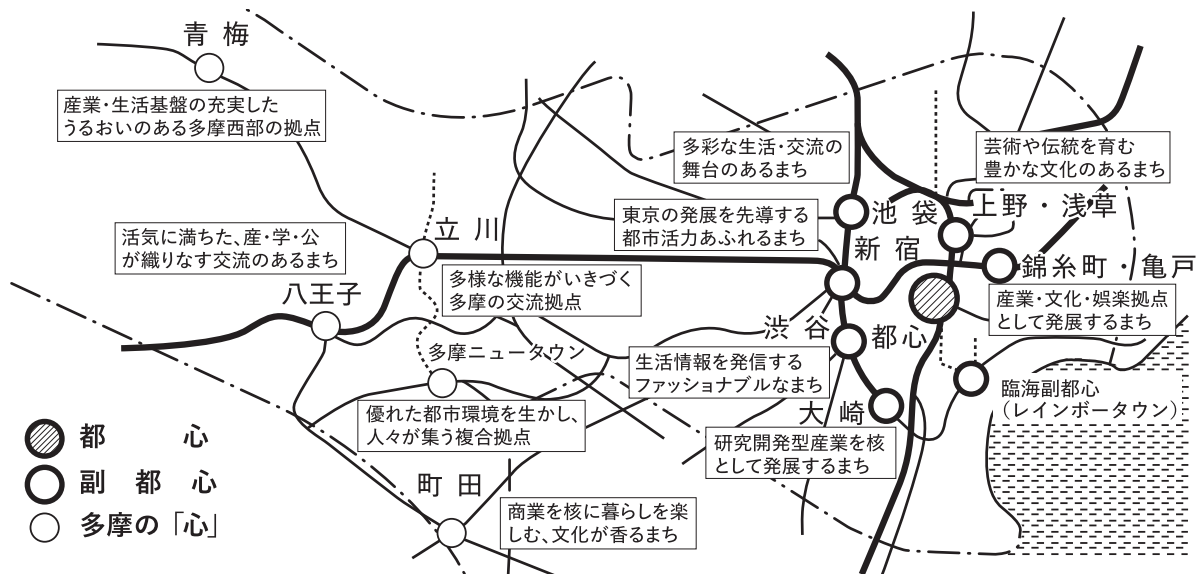 青梅
産業・生活基盤の充実した
うるおいのある多摩西部の拠点
多彩な生活・交流の
舞台のあるまち
芸術や伝統を育む
豊かな文化のあるまち
東京の発展を先導する
都市活力あふれるまち
池袋
上野・浅草
立川
活気に満ちた、産・学・公
が織りなす交流のあるまち
新宿
錦糸町・亀戸
多様な機能がいきづく
多摩の交流拠点
八王子
産業・文化・娯楽拠点
として発展するまち
渋谷
都心
多摩ニュータウン
生活情報を発信する
ファッショナブルなまち
臨海副都心
（レインボータウン）
優れた都市環境を生かし、
人々が集う複合拠点
大崎
研究開発型産業を核
として発展するまち
町田
商業を核に暮らしを楽
しむ、文化が香るまち
都心
副都心
多摩の「心」